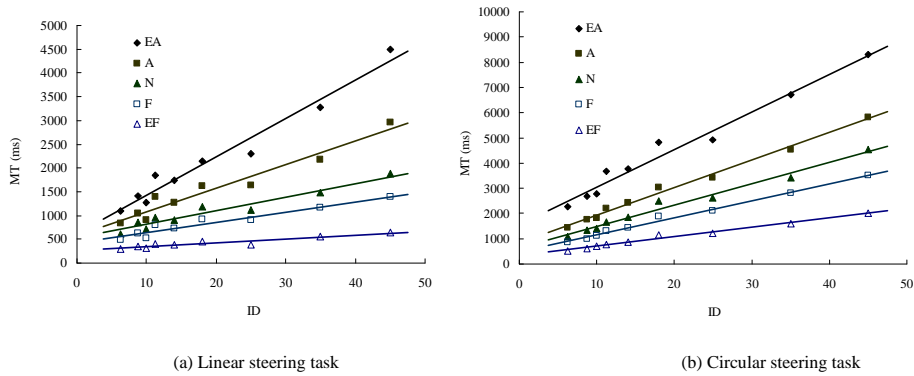 5000
4500
4000
3500
3000
2500
2000
1500
1000
500
0
MT (ms)
EA
A
N
F
EF
0 10 20 30 40 50
ID
(a) Linear steering task
10000
9000
8000
7000
6000
5000
4000
3000
2000
1000
0
MT (ms)
EA
A
N
F
EF
0 10 20 30 40 50
ID
(b) Circular steering task